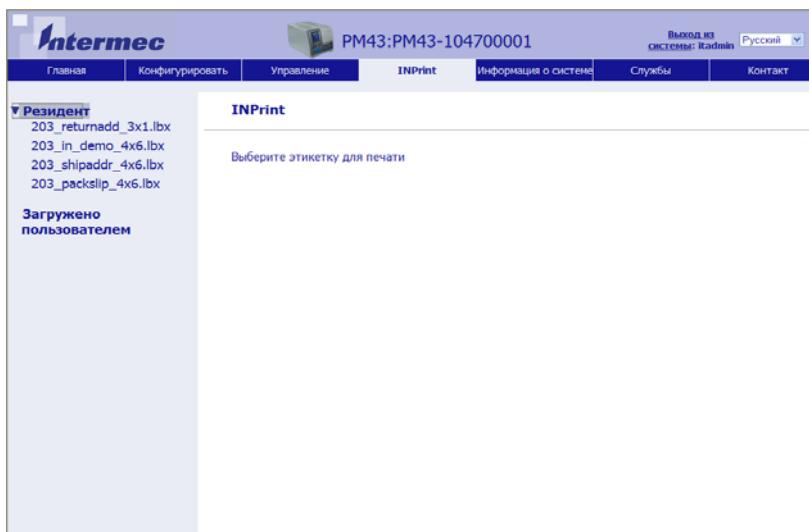 Intermec
PM43:PM43-104700001
Выход из
системы: itadmin
Русский
Главная Конфигурировать Управление INPrint Информация о системе Службы Контакт
Резидент
203_returnadd_3x1.lbx
203_in_demo_4x6.lbx
203_shipaddr_4x6.lbx
203_packslip_4x6.lbx
Загружено
пользователем
INPrint
Выберите этикетку для печати